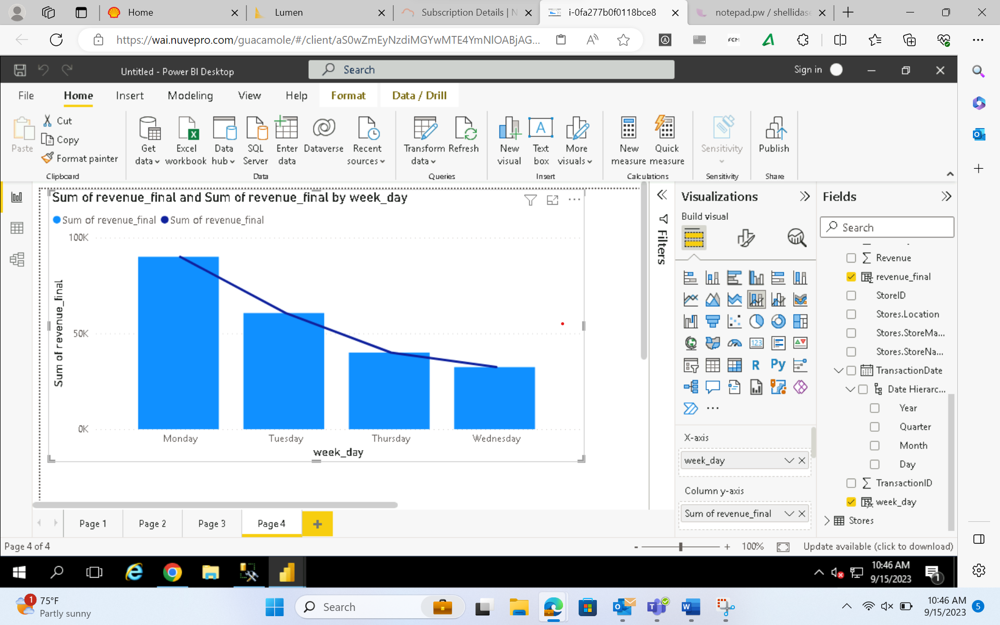 Home
Lumen
Subscription Details | N
i-0fa277b0f0118bce8
notepad.pw / shellidase
https://wai.nuvepro.com/guacamole/#/client/aS0wZmEyNzdiMGYwMTE4YmNlOABjAG...
FCM
Untitled - Power BI Desktop
Search
Sign in
File
Home
Insert
Modeling
View
Help
Format
Data / Drill
Paste
Cut
Copy
Format painter
Clipboard
Get data
Excel workbook
Data hub
SQL Server
Enter data
Dataverse
Recent sources
Data
Transform data
Refresh
Queries
New visual
Text box
More visuals
Insert
New measure
Quick measure
Calculations
Sensitivity
Sensitivity
Publish
Share
Sum of revenue_final and Sum of revenue_final by week_day
Sum of revenue_final
Sum of revenue_final
100K
50K
0K
Sum of revenue_final
Monday
Tuesday
Thursday
Wednesday
week_day
Filters
Visualizations
Build visual
123
R
Py
X-axis
week_day
Column y-axis
Sum of revenue_final
Fields
Search
Revenue
revenue_final
StoreID
Stores.Location
Stores.StoreMa...
Stores.StoreNa...
TransactionDate
Date Hierarc...
Year
Quarter
Month
Day
TransactionID
week_day
Stores
Page 1
Page 2
Page 3
Page 4
Page 4 of 4
- + 100%
Update available (click to download)
10:46 AM
9/15/2023
1
1
75°F
Partly sunny
Search
10:46 AM
9/15/2023
5